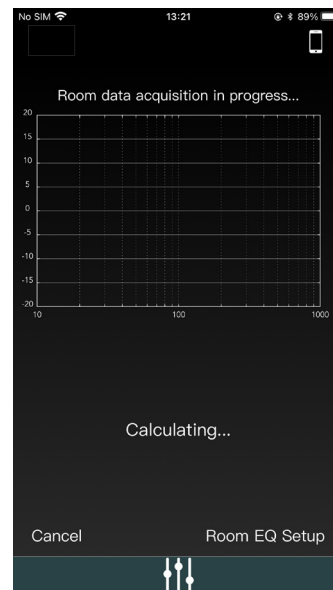 No SIM 13:21 89%
Room data acquisition in progress...
20
15
10
5
0
-5
-10
-15
-20
10 100 1000
Calculating...
Cancel Room EQ Setup